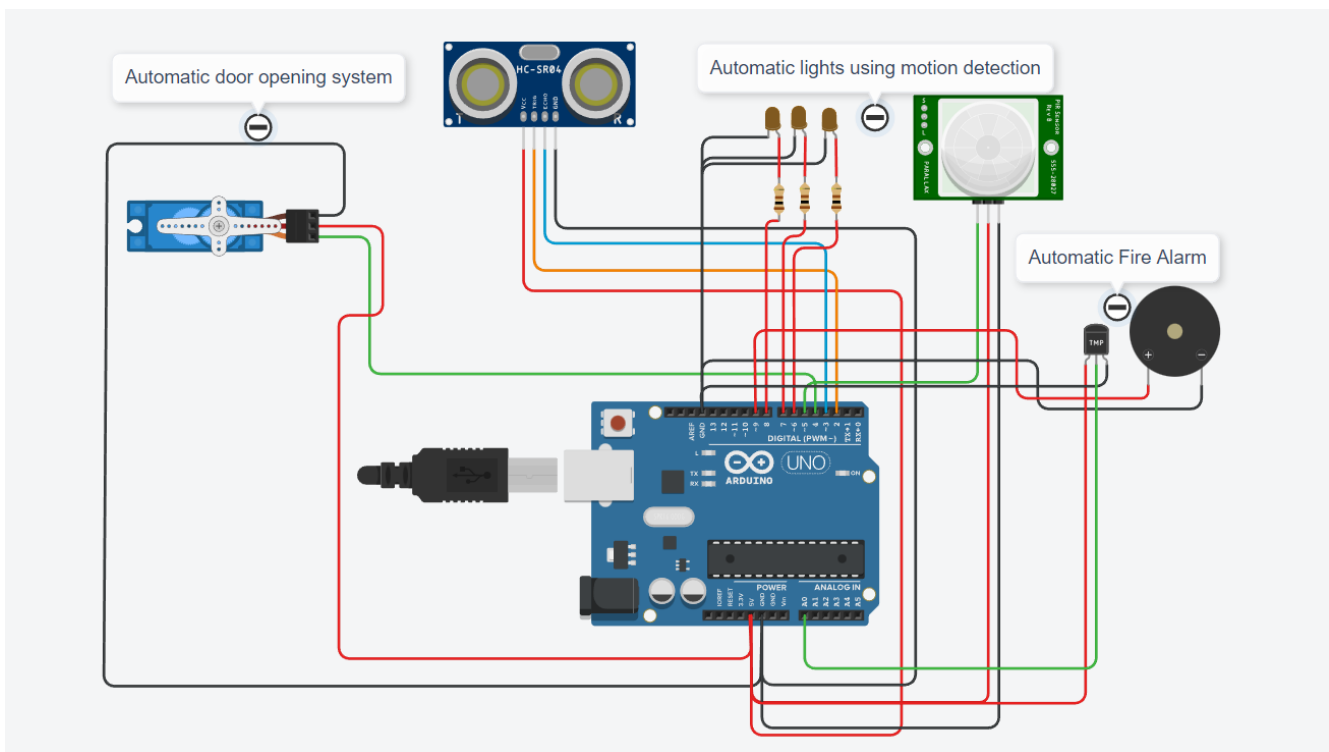 Automatic door opening system
HC-SR04
Vcc
TRIG
ECHO
GND
T
R
Automatic lights using motion detection
S
L
PIR Sensor
Rev B
PARALLAX
555-28027
Automatic Fire Alarm
TMP
+
-
AREF
GND
13
12
~11
~10
~9
8
7
~6
~5
4
~3
2
TX→1
RX←0
DIGITAL (PWM~)
L
TX
RX
ARDUINO
UNO
ON
POWER
ANALOG IN
IOREF
RESET
3.3V
5V
GND
GND
Vin
A0
A1
A2
A3
A4
A5